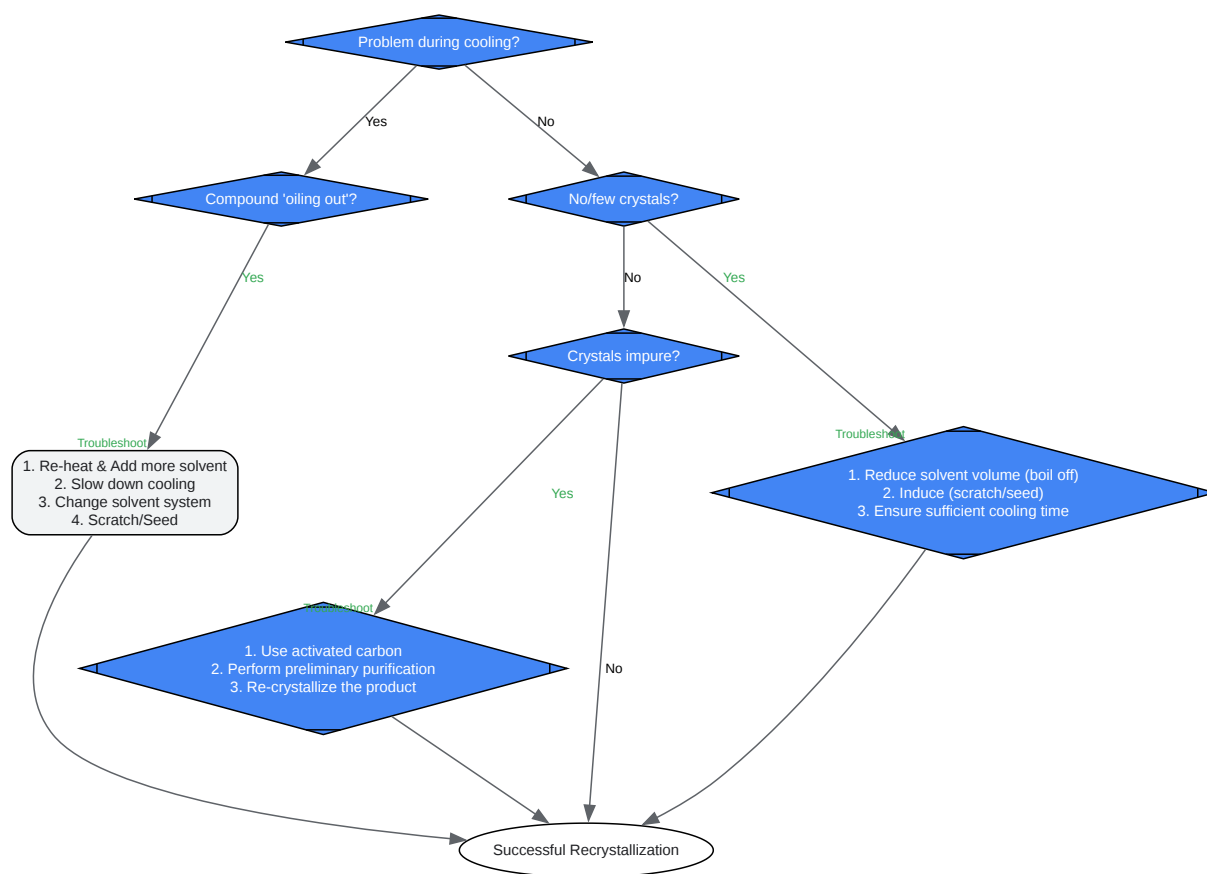 Problem during cooling?
Yes
No
Compound 'oiling out'?
No/few crystals?
Yes
No
Yes
Crystals impure?
Troubleshoot
1. Re-heat & Add more solvent
2. Slow down cooling
3. Change solvent system
4. Scratch/Seed
Troubleshoot
1. Reduce solvent volume (boil off)
2. Induce (scratch/seed)
3. Ensure sufficient cooling time
Yes
Troubleshoot
1. Use activated carbon
2. Perform preliminary purification
3. Re-crystallize the product
No
Successful Recrystallization